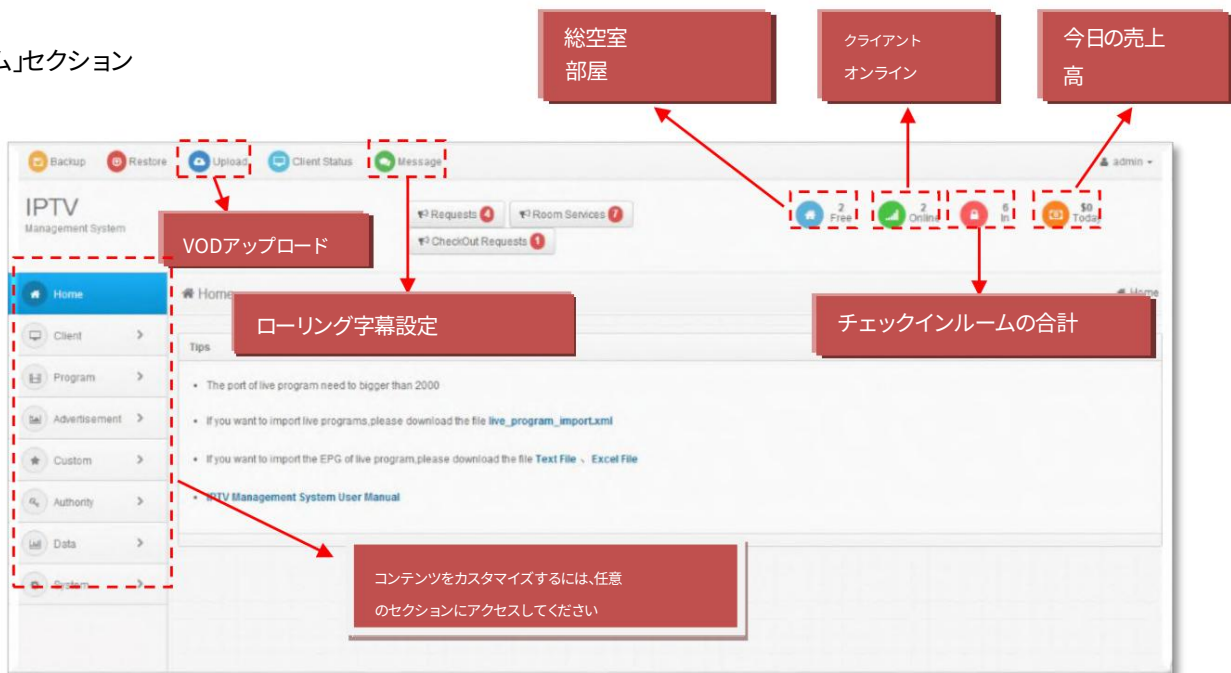 ム」セクション
総空室
部屋
クライアント
オンライン
今日の売上
高
Backup Restore Upload Client Status Message admin
IPTV
Management System
Requests 4 Room Services 7
CheckOut Requests 1
2
Free
2
Online
6
In
$0
Today
VODアップロード
Home
Client
Program
Advertisement
Custom
Authority
Data
System
Home Home
ローリング字幕設定
チェックインルームの合計
Tips
The port of live program need to bigger than 2000
If you want to import live programs,please download the file live_program_import.xml
If you want to import the EPG of live program,please download the file Text File 、 Excel File
IPTV Management System User Manual
コンテンツをカスタマイズするには、任意
のセクションにアクセスしてください